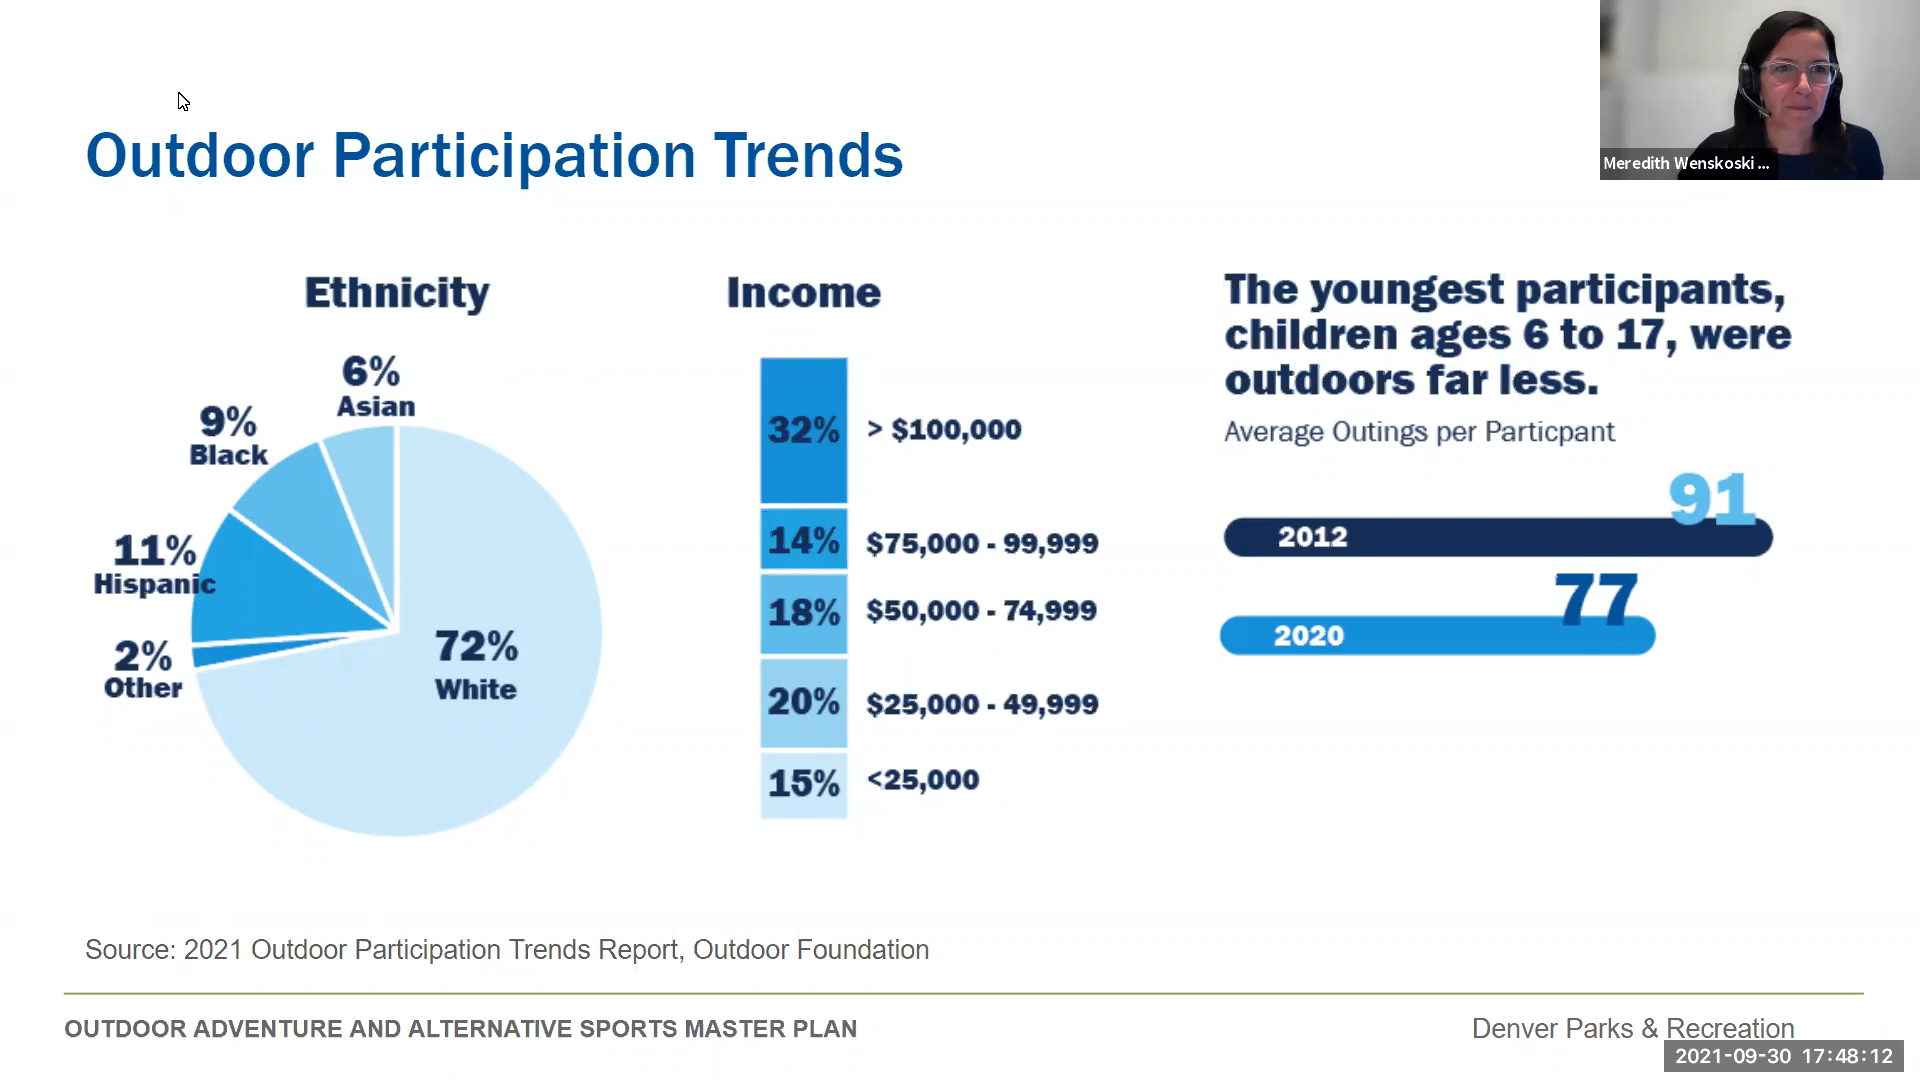 Meredith Wenskoski ...
Outdoor Participation Trends
Ethnicity
6%
Asian
9%
Black
11%
Hispanic
2%
Other
72%
White
Income
32% > $100,000
14% $75,000 - 99,999
18% $50,000 - 74,999
20% $25,000 - 49,999
15% <25,000
The youngest participants,
children ages 6 to 17, were
outdoors far less.
Average Outings per Particpant
91
2012
77
2020
Source: 2021 Outdoor Participation Trends Report, Outdoor Foundation
OUTDOOR ADVENTURE AND ALTERNATIVE SPORTS MASTER PLAN
Denver Parks & Recreation
2021-09-30 17:48:12